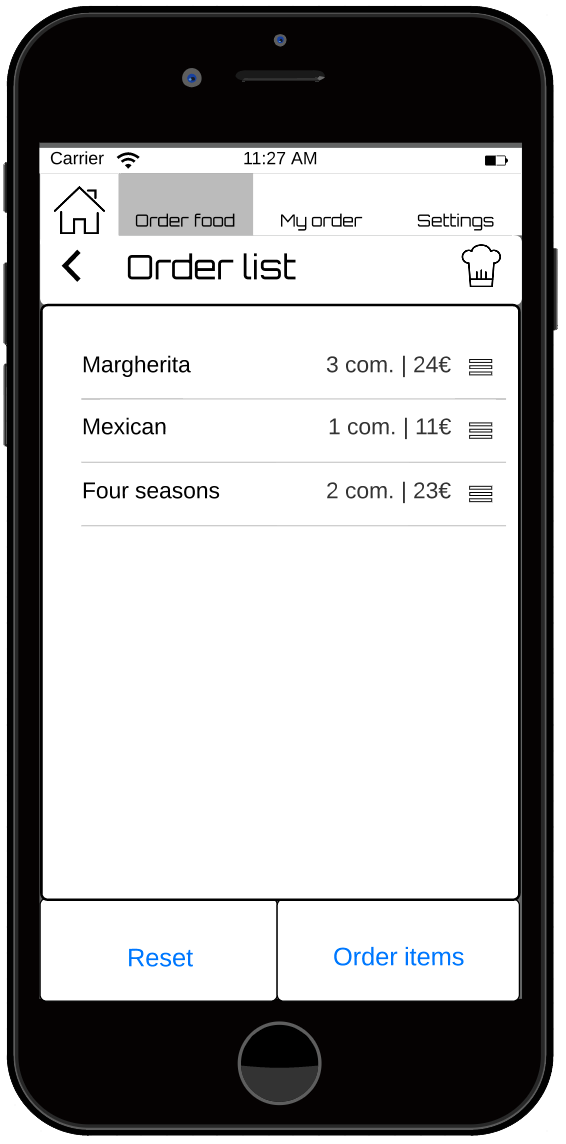 Carrier 11:27 AM
Order food My order Settings
Order list
Margherita 3 com. | 24€
Mexican 1 com. | 11€
Four seasons 2 com. | 23€
Reset Order items